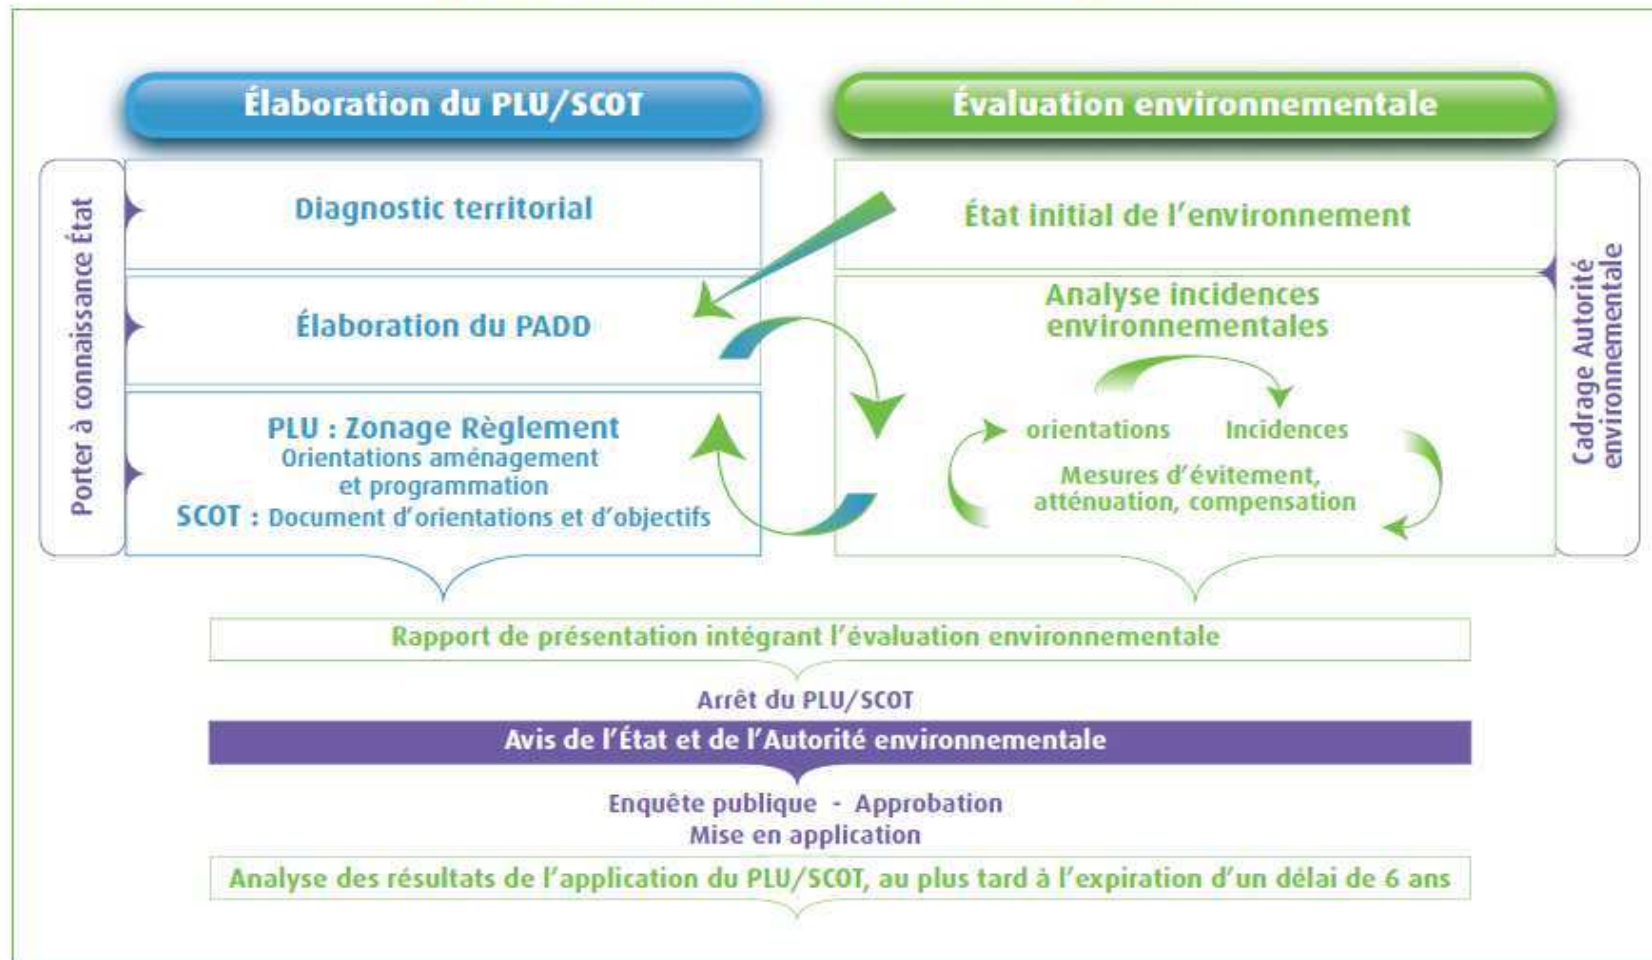 Élaboration du PLU/SCOT
Évaluation environnementale
Porter à connaissance État
Diagnostic territorial
Élaboration du PADD
PLU : Zonage Règlement
Orientations aménagement
et programmation
SCOT : Document d'orientations et d'objectifs
État initial de l'environnement
Analyse incidences
environnementales
orientations Incidences
Mesures d'évitement,
atténuation, compensation
Cadrage Autorité
environnementale
Rapport de présentation intégrant l'évaluation environnementale
Arrêt du PLU/SCOT
Avis de l'État et de l'Autorité environnementale
Enquête publique - Approbation
Mise en application
Analyse des résultats de l'application du PLU/SCOT, au plus tard à l'expiration d'un délai de 6 ans